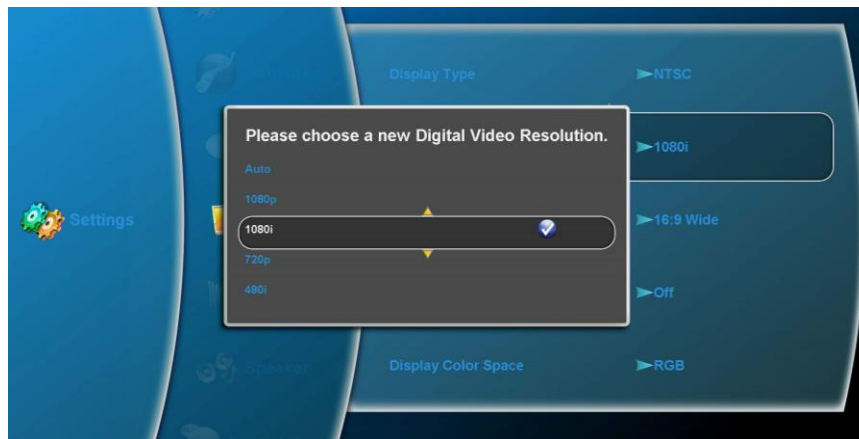 Display Type
NTSC
Please choose a new Digital Video Resolution.
1080i
Auto
1080p
Settings
1080i
16:9 Wide
720p
480i
Off
Speaker
Display Color Space
RGB